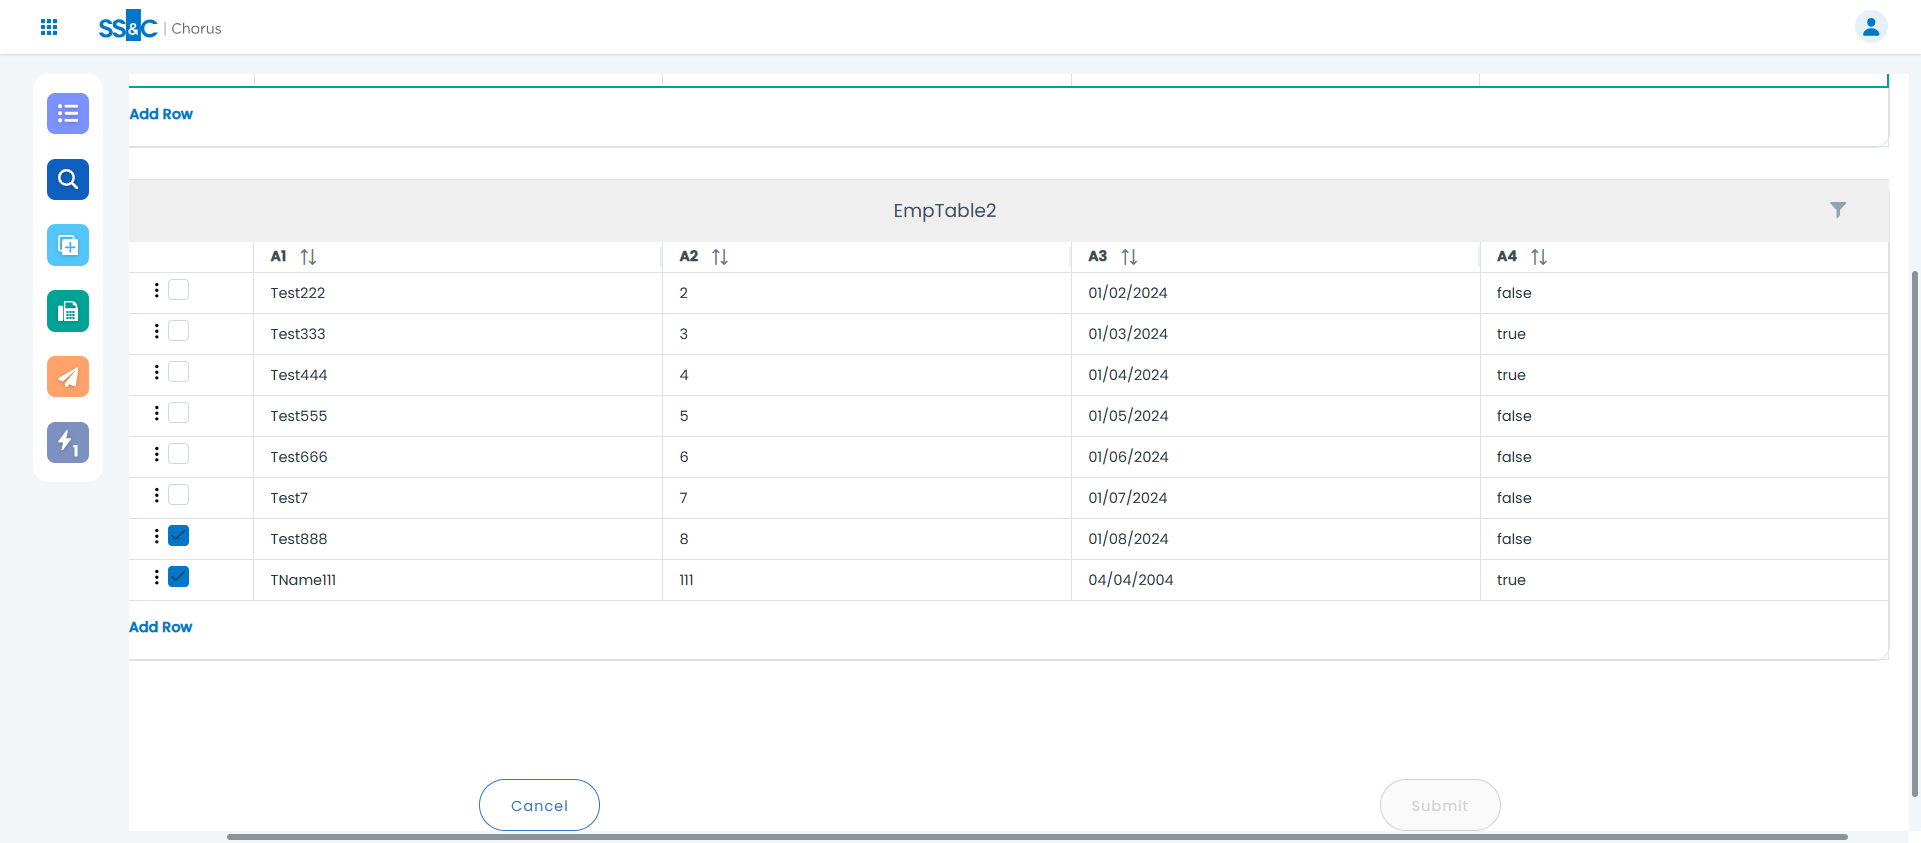 SS&C | Chorus
Add Row
EmpTable2
A1 A2 A3 A4
Test222 2 01/02/2024 false
Test333 3 01/03/2024 true
Test444 4 01/04/2024 true
Test555 5 01/05/2024 false
Test666 6 01/06/2024 false
Test7 7 01/07/2024 false
Test888 8 01/08/2024 false
TName111 111 04/04/2004 true
Add Row
1
Cancel Submit